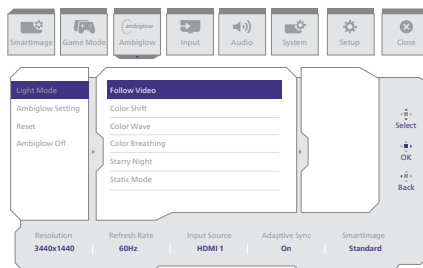 ambiglow
SmartImage Game Mode Ambiglow Input Audio System Setup Close
Light Mode
Ambiglow Setting
Reset
Ambiglow Off
Follow Video
Color Shift
Color Wave
Color Breathing
Starry Night
Static Mode
Select
OK
Back
Resolution Refresh Rate Input Source Adaptive Sync SmartImage
3440x1440 60Hz HDMI 1 On Standard